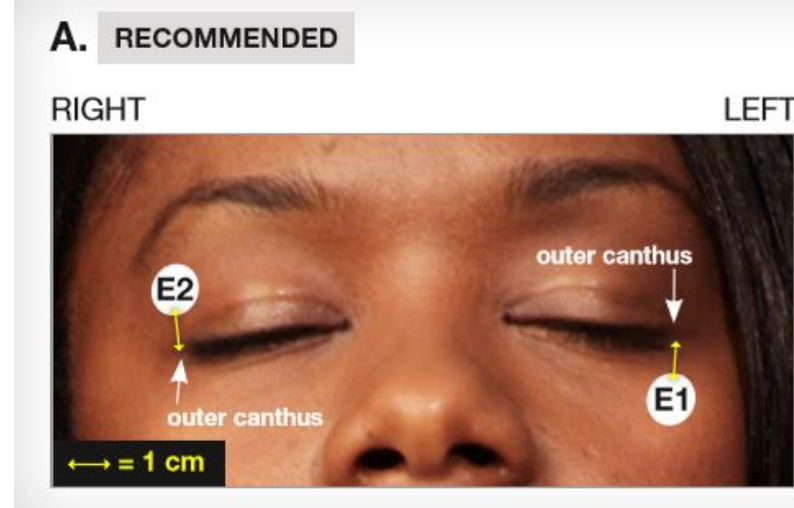 A. RECOMMENDED
RIGHT LEFT
outer canthus
E2
E1
outer canthus
= 1 cm